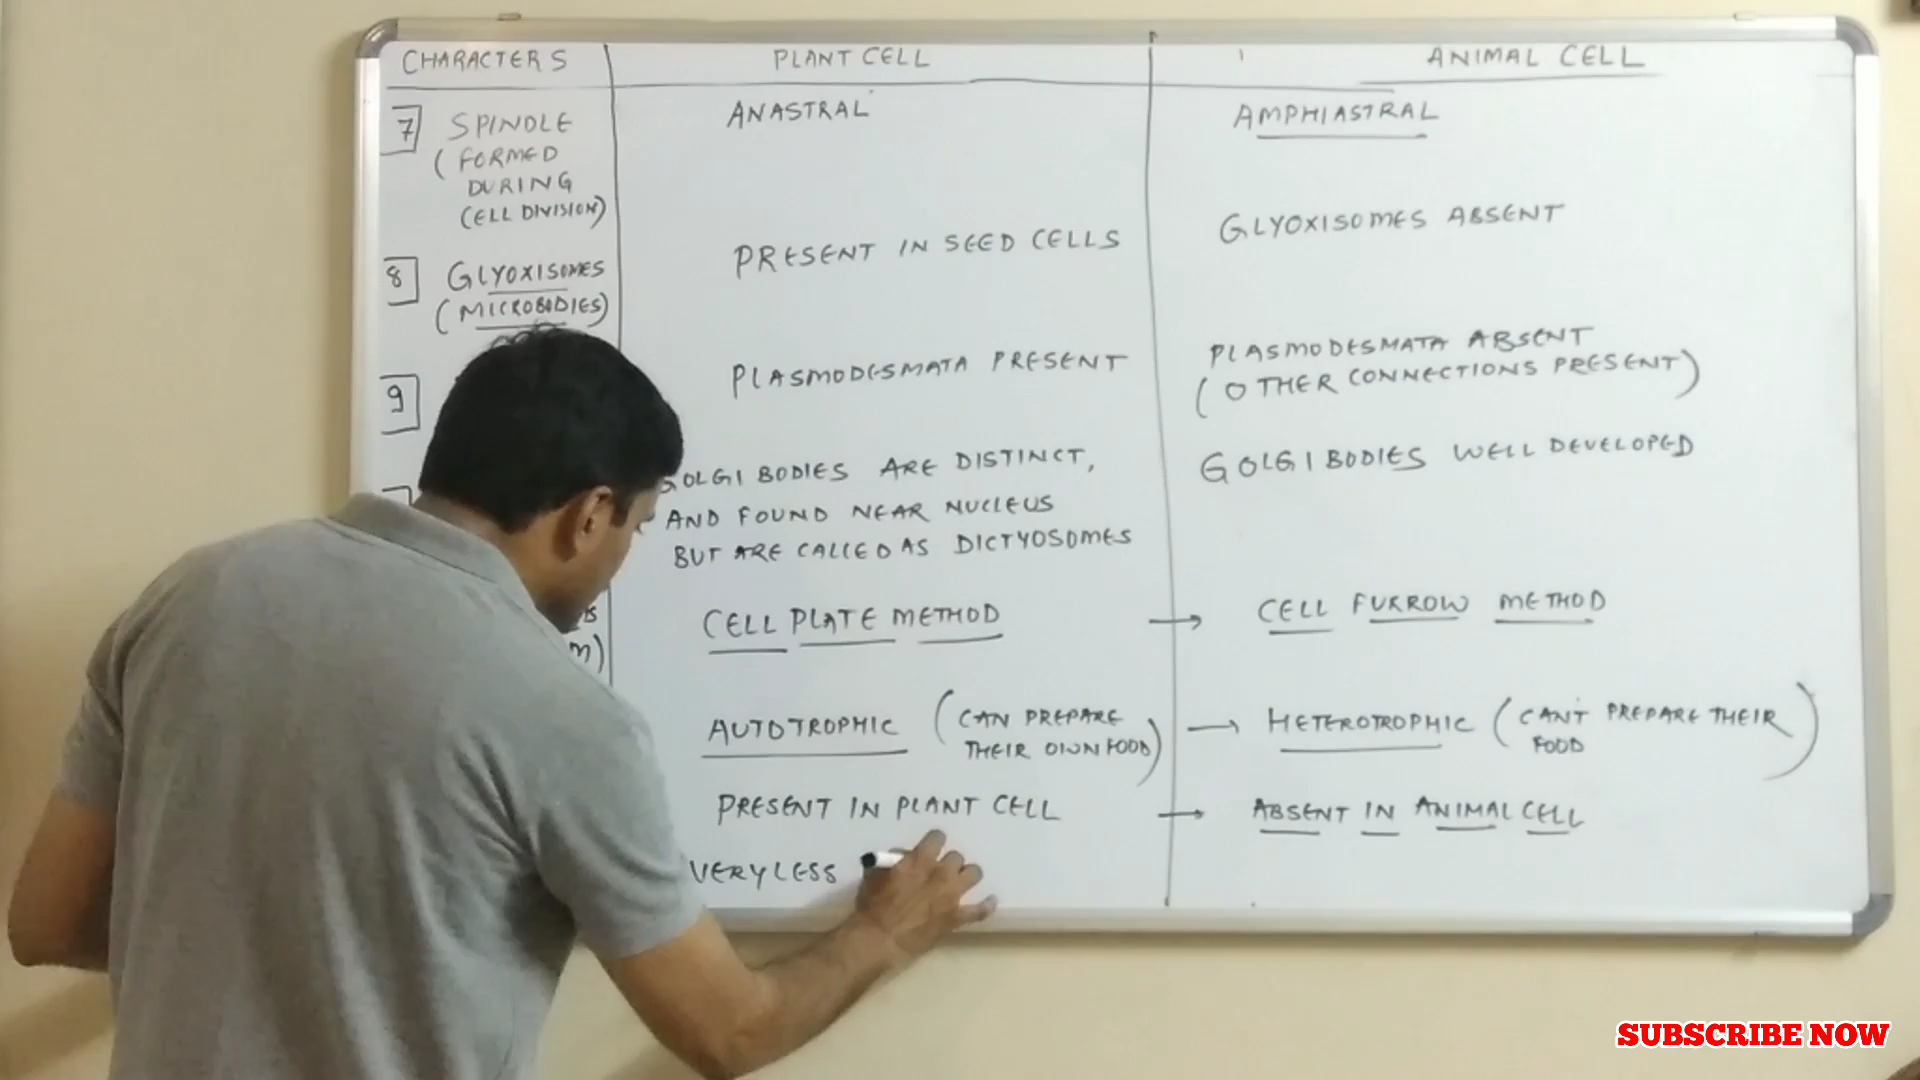 CHARACTERS PLANT CELL ANIMAL CELL
7 SPINDLE ANASTRAL AMPHIASTRAL
(FORMED
DURING
CELL DIVISION)
8 GLYOXISOMES PRESENT IN SEED CELLS GLYOXISOMES ABSENT
(MICROBODIES)
9 PLASMODESMATA PRESENT PLASMODESMATA ABSENT
(OTHER CONNECTIONS PRESENT)
GOLGI BODIES ARE DISTINCT, GOLGI BODIES WELL DEVELOPED
AND FOUND NEAR NUCLEUS
BUT ARE CALLED AS DICTYOSOMES
CELL PLATE METHOD → CELL FURROW METHOD
AUTOTROPHIC (CAN PREPARE → HETEROTROPHIC (CAN'T PREPARE THEIR
THEIR OWN FOOD) FOOD)
PRESENT IN PLANT CELL → ABSENT IN ANIMAL CELL
VERY LESS
SUBSCRIBE NOW